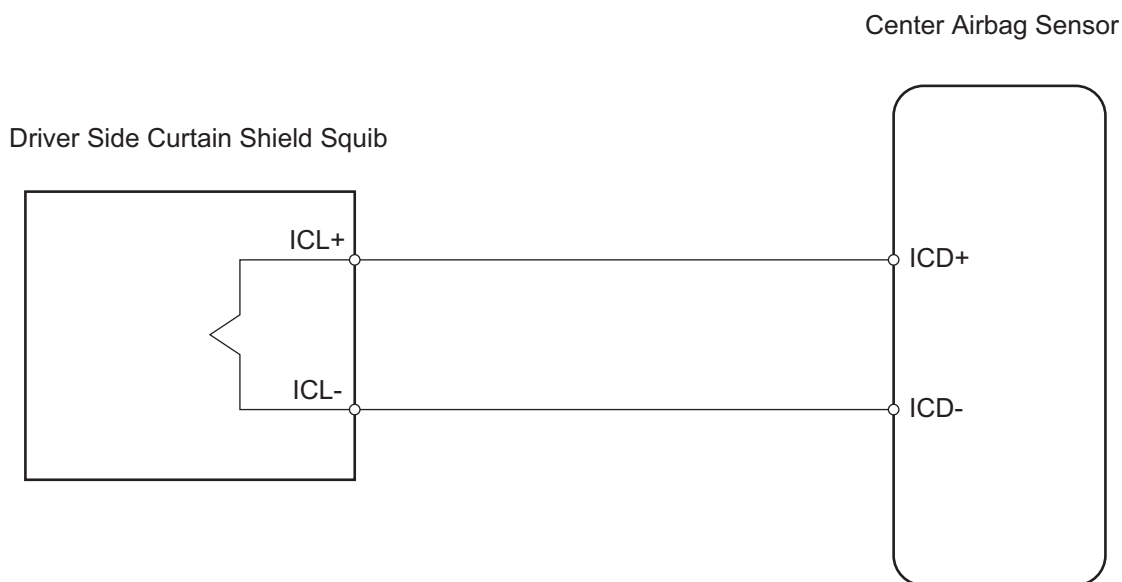 Center Airbag Sensor
Driver Side Curtain Shield Squib
ICL+
ICD+
ICL-
ICD-